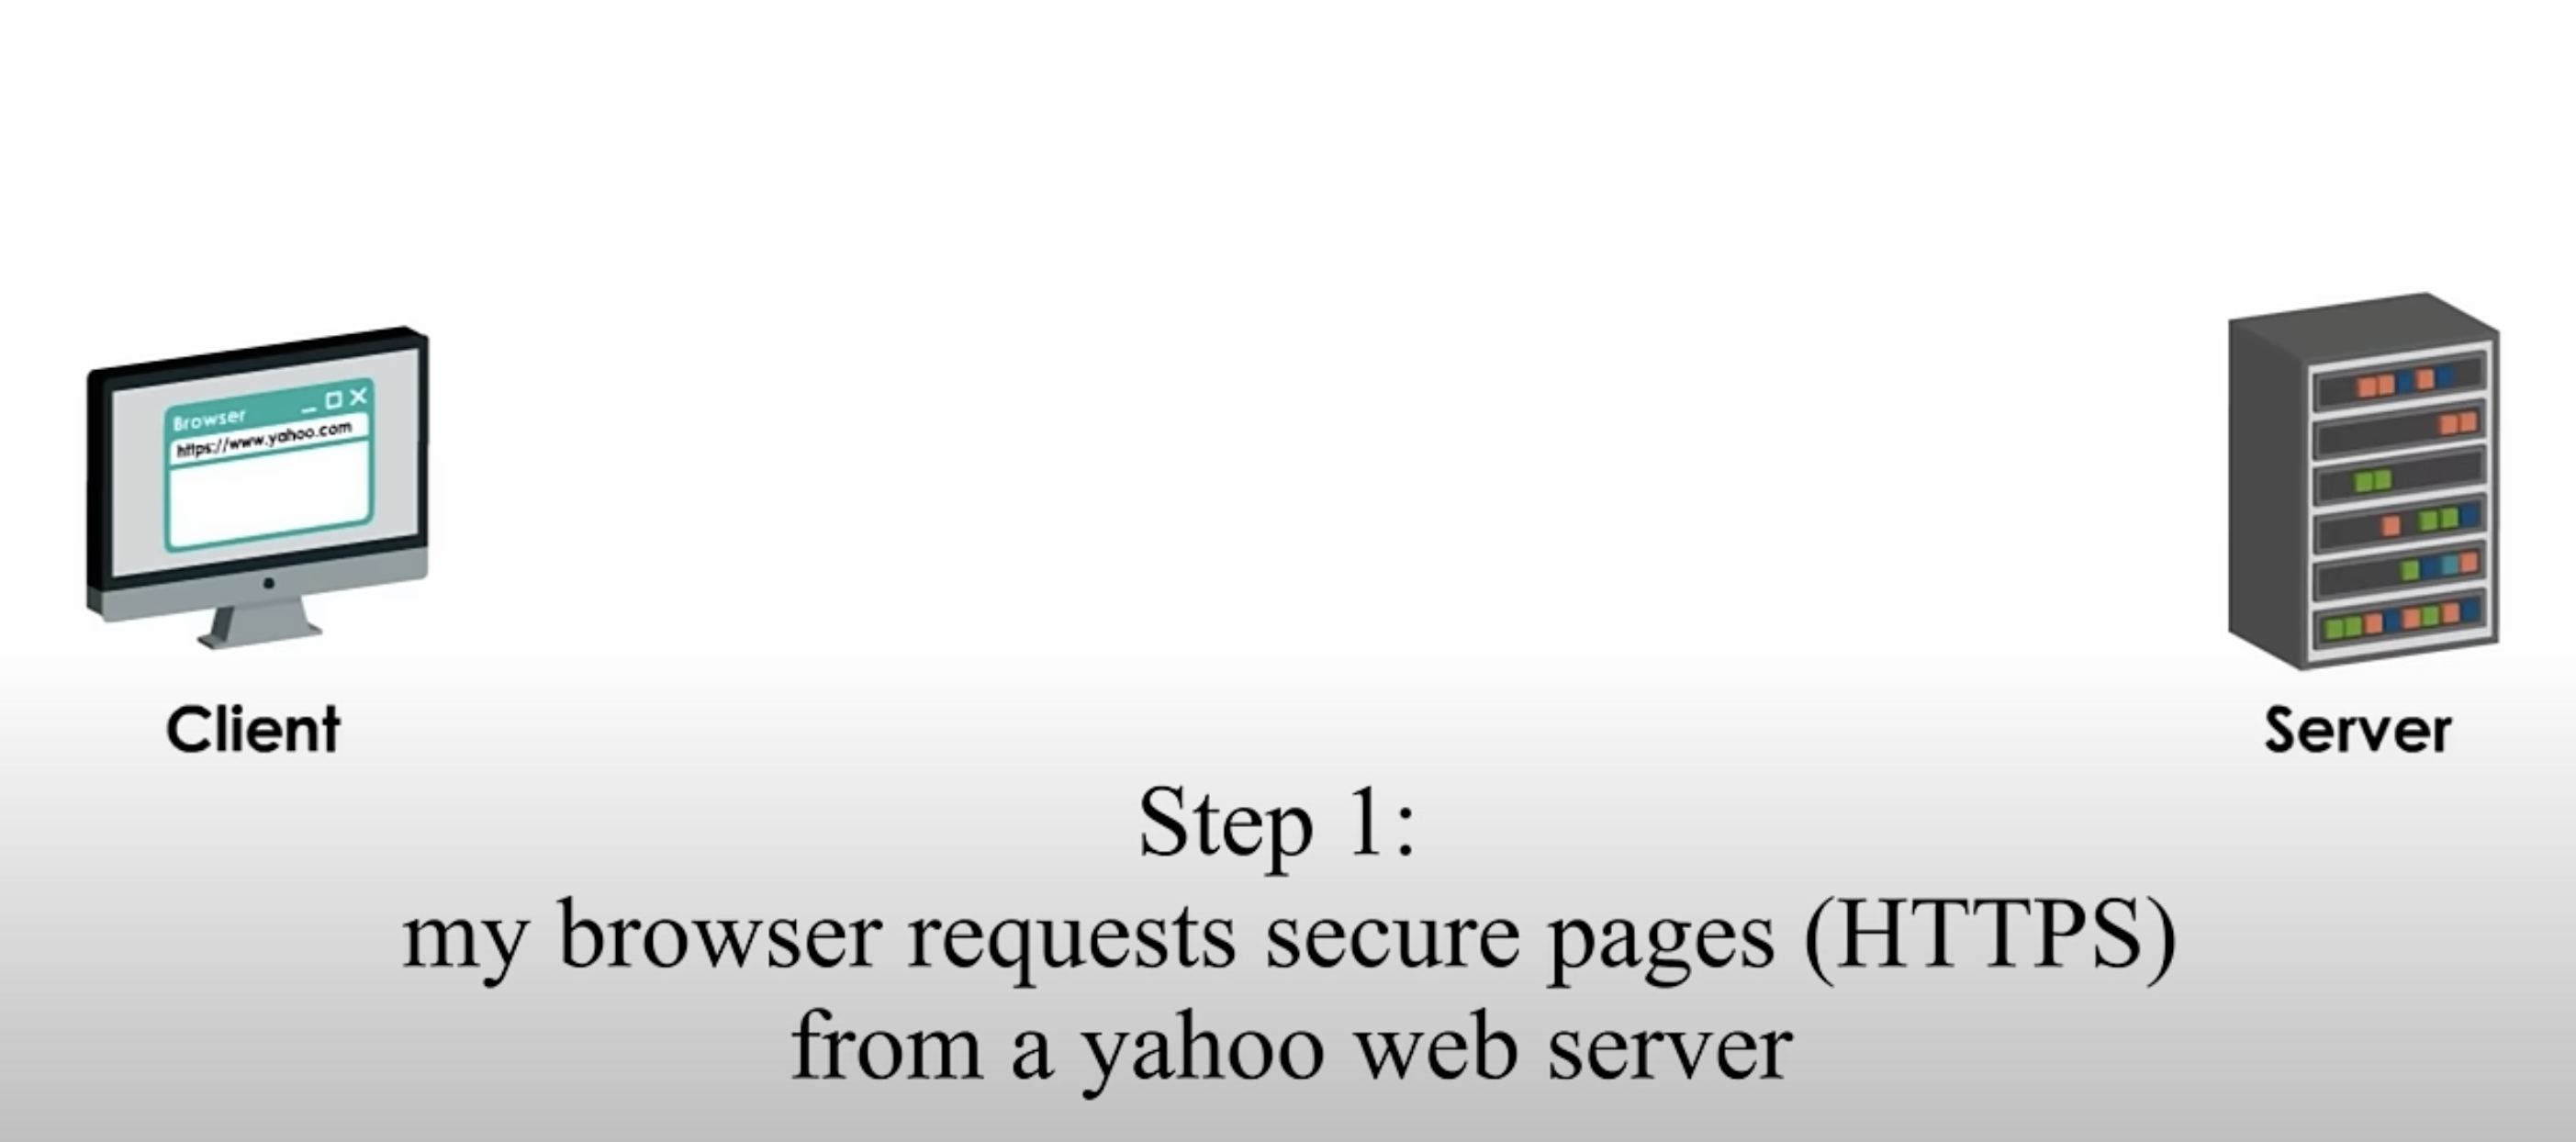 Browser
https://www.yahoo.com
Client
Server
Step 1:
my browser requests secure pages (HTTPS)
from a yahoo web server